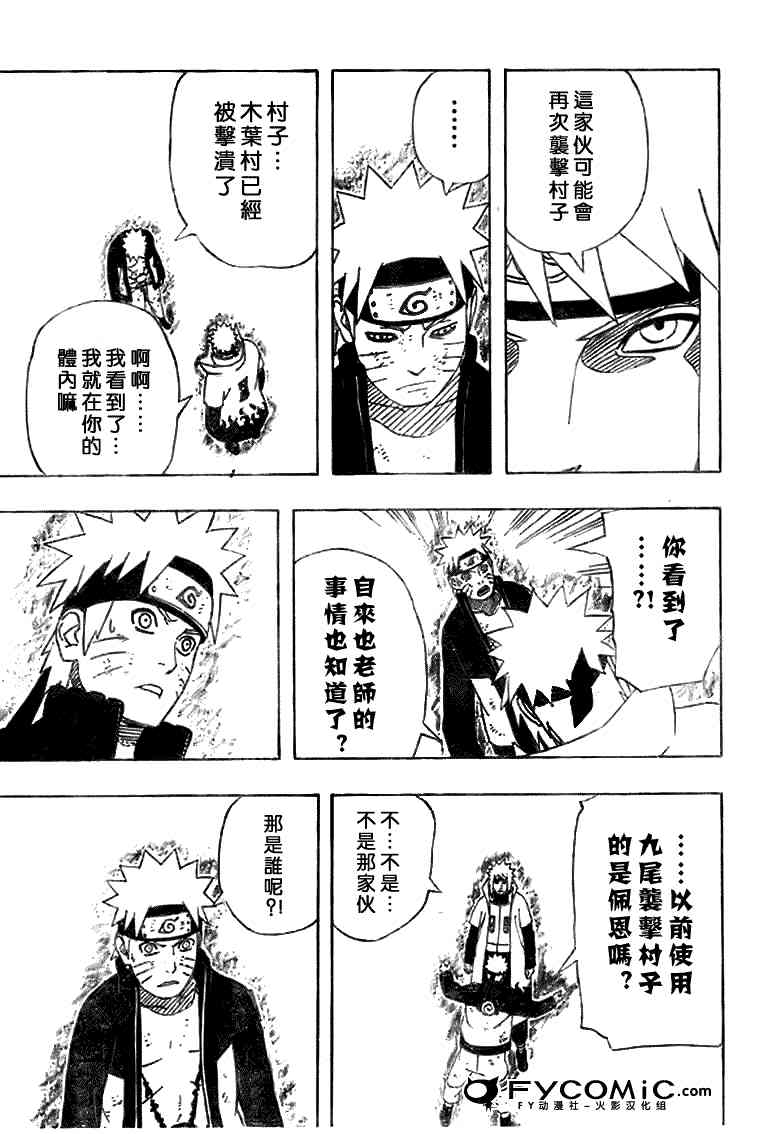 這家伙可能會
再次襲擊村子
……
村子…
木葉村已經
被擊潰了
啊啊……
我看到了…
我就在你的
體內嘛
你看到了
……?!
自來也老師的
事情也知道了?
……以前使用
九尾襲擊村子
的是佩恩嗎?
不…不是…
不是那家伙
那是誰呢?!
FYCOMIC.com
FY动漫社-火影汉化组